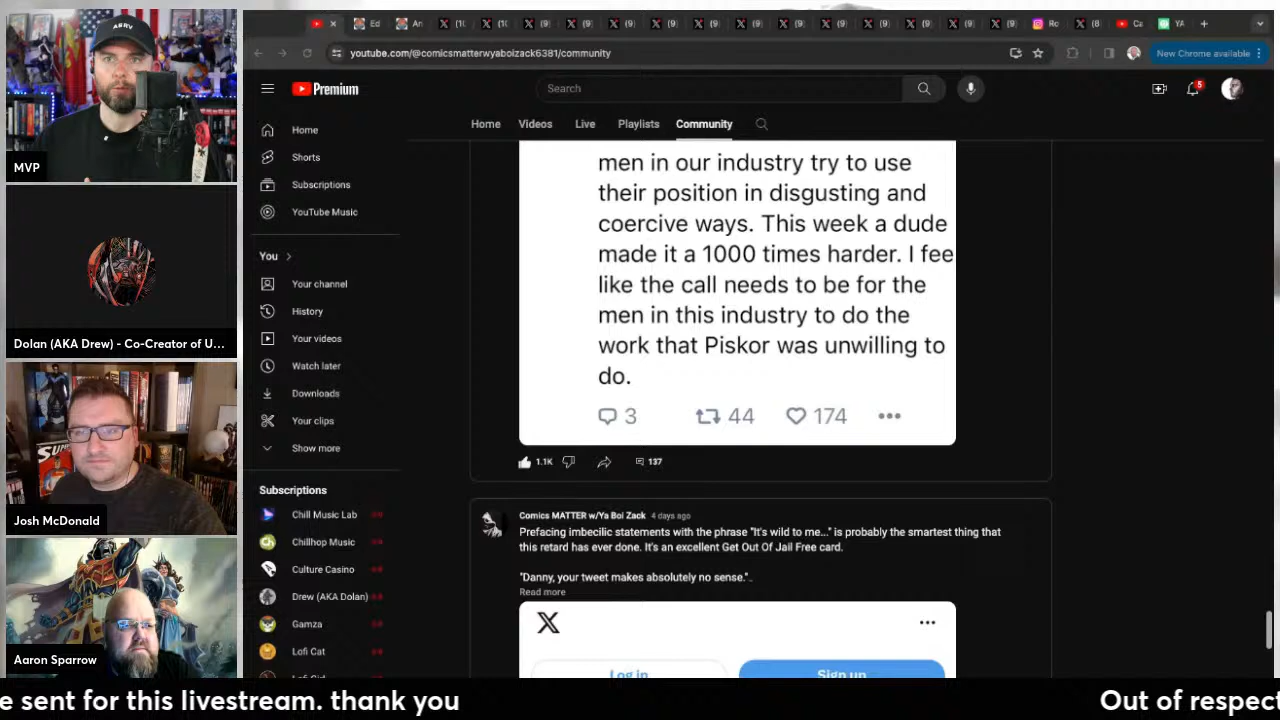 MVP
Dolan (AKA Drew) - Co-Creator of U...
Josh McDonald
Aaron Sparrow
youtube.com/@comicsmatterwyaboizack6381/community
New Chrome available
Premium
Search
5
Home
Videos
Live
Playlists
Community
Home
Shorts
Subscriptions
YouTube Music
You
Your channel
History
Your videos
Watch later
Downloads
Your clips
Show more
Subscriptions
Chill Music Lab
Chillhop Music
Culture Casino
Drew (AKA Dolan)
Gamza
Lofi Cat
men in our industry try to use
their position in disgusting and
coercive ways. This week a dude
made it a 1000 times harder. I fee
like the call needs to be for the
men in this industry to do the
work that Piskor was unwilling to
do.
3 44 174
1.1K 137
Comics MATTER w/Ya Boi Zack 4 days ago
Prefacing imbecilic statements with the phrase "It's wild to me..." is probably the smartest thing that
this retard has ever done. It's an excellent Get Out Of Jail Free card.
"Danny, your tweet makes absolutely no sense."
Read more
Log in
Sign up
e sent for this livestream. thank you
Out of respect